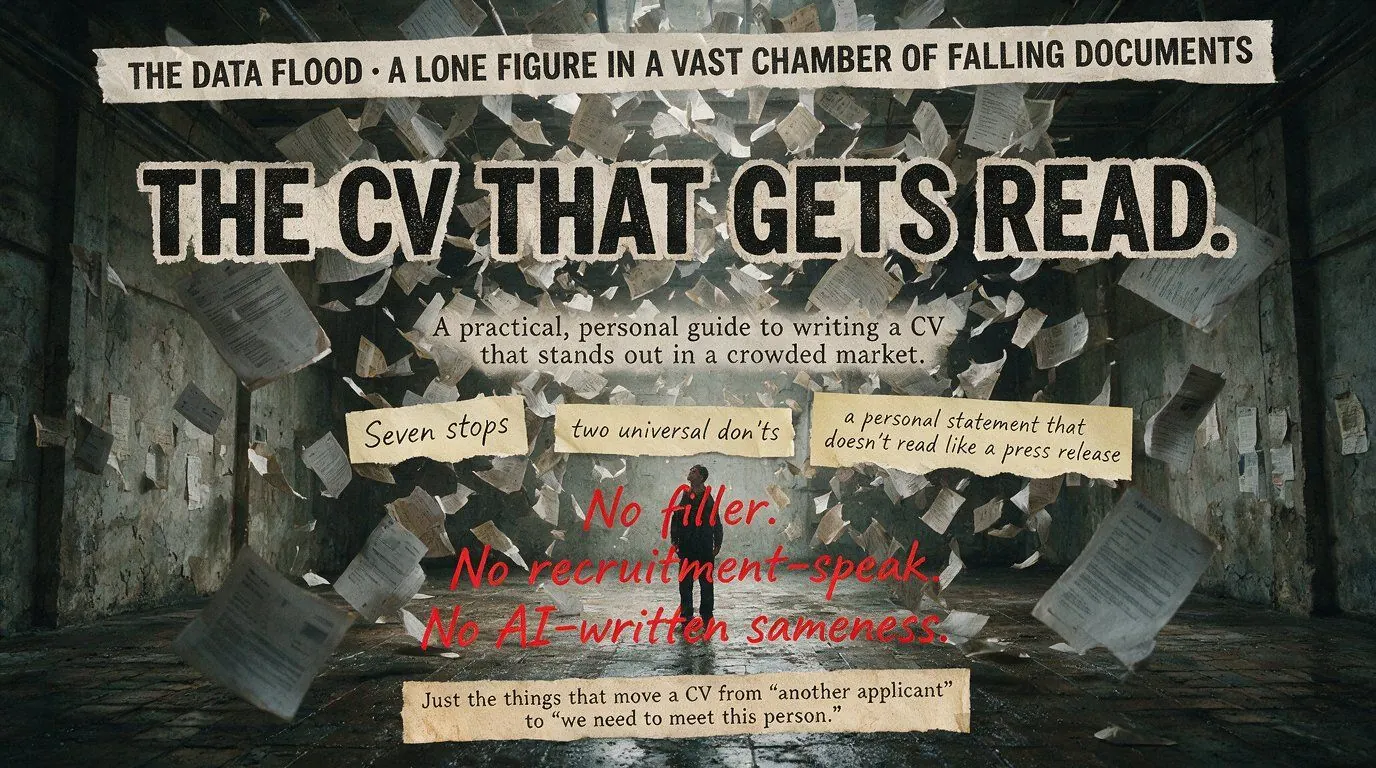 THE DATA FLOOD · A LONE FIGURE IN A VAST CHAMBER OF FALLING DOCUMENTS
THE CV THAT GETS READ.
A practical, personal guide to writing a CV
that stands out in a crowded market.
Seven stops
two universal don'ts
a personal statement that
doesn't read like a press release
No filler.
No recruitment-speak.
No AI-written sameness.
Just the things that move a CV from “another applicant”
to “we need to meet this person.”